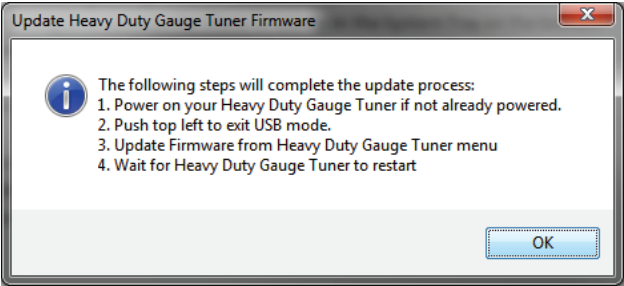 Update Heavy Duty Gauge Tuner Firmware
The following steps will complete the update process:
1. Power on your Heavy Duty Gauge Tuner if not already powered.
2. Push top left to exit USB mode.
3. Update Firmware from Heavy Duty Gauge Tuner menu
4. Wait for Heavy Duty Gauge Tuner to restart
OK